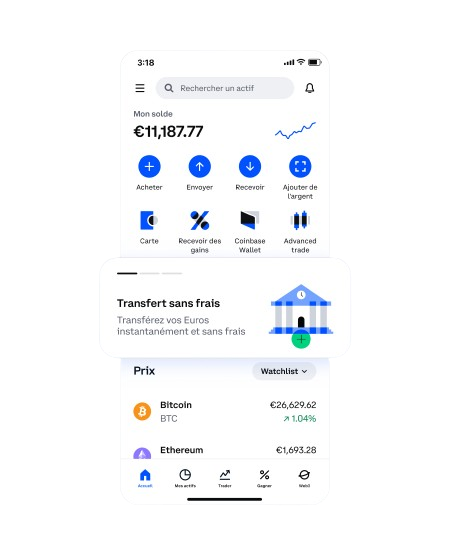 3:18
Rechercher un actif
Mon solde
€11,187.77
Acheter
Envoyer
Recevoir
Ajouter de
l'argent
Carte
Recevoir des
gains
Coinbase
Wallet
Advanced
trade
Transfert sans frais
Transférez vos Euros
instantanément et sans frais
Prix
Watchlist
Bitcoin
€26,629.62
BTC
↗ 1.04%
Ethereum
€1,693.28
Accueil
Mes actifs
Trader
Gagner
Web3